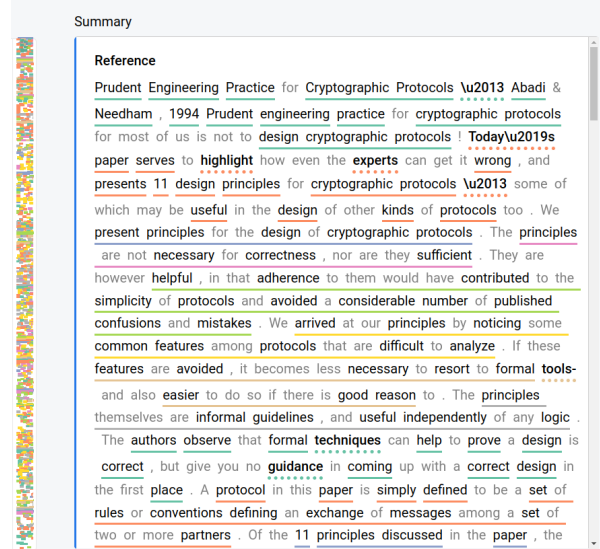 Summary
Reference
Prudent Engineering Practice for Cryptographic Protocols \u2013 Abadi &
Needham , 1994 Prudent engineering practice for cryptographic protocols
for most of us is not to design cryptographic protocols ! Today\u2019s
paper serves to highlight how even the experts can get it wrong , and
presents 11 design principles for cryptographic protocols \u2013 some of
which may be useful in the design of other kinds of protocols too . We
present principles for the design of cryptographic protocols . The principles
are not necessary for correctness , nor are they sufficient . They are
however helpful , in that adherence to them would have contributed to the
simplicity of protocols and avoided a considerable number of published
confusions and mistakes . We arrived at our principles by noticing some
common features among protocols that are difficult to analyze . If these
features are avoided , it becomes less necessary to resort to formal tools-
and also easier to do so if there is good reason to . The principles
themselves are informal guidelines , and useful independently of any logic .
The authors observe that formal techniques can help to prove a design is
correct , but give you no guidance in coming up with a correct design in
the first place . A protocol in this paper is simply defined to be a set of
rules or conventions defining an exchange of messages among a set of
two or more partners . Of the 11 principles discussed in the paper , the